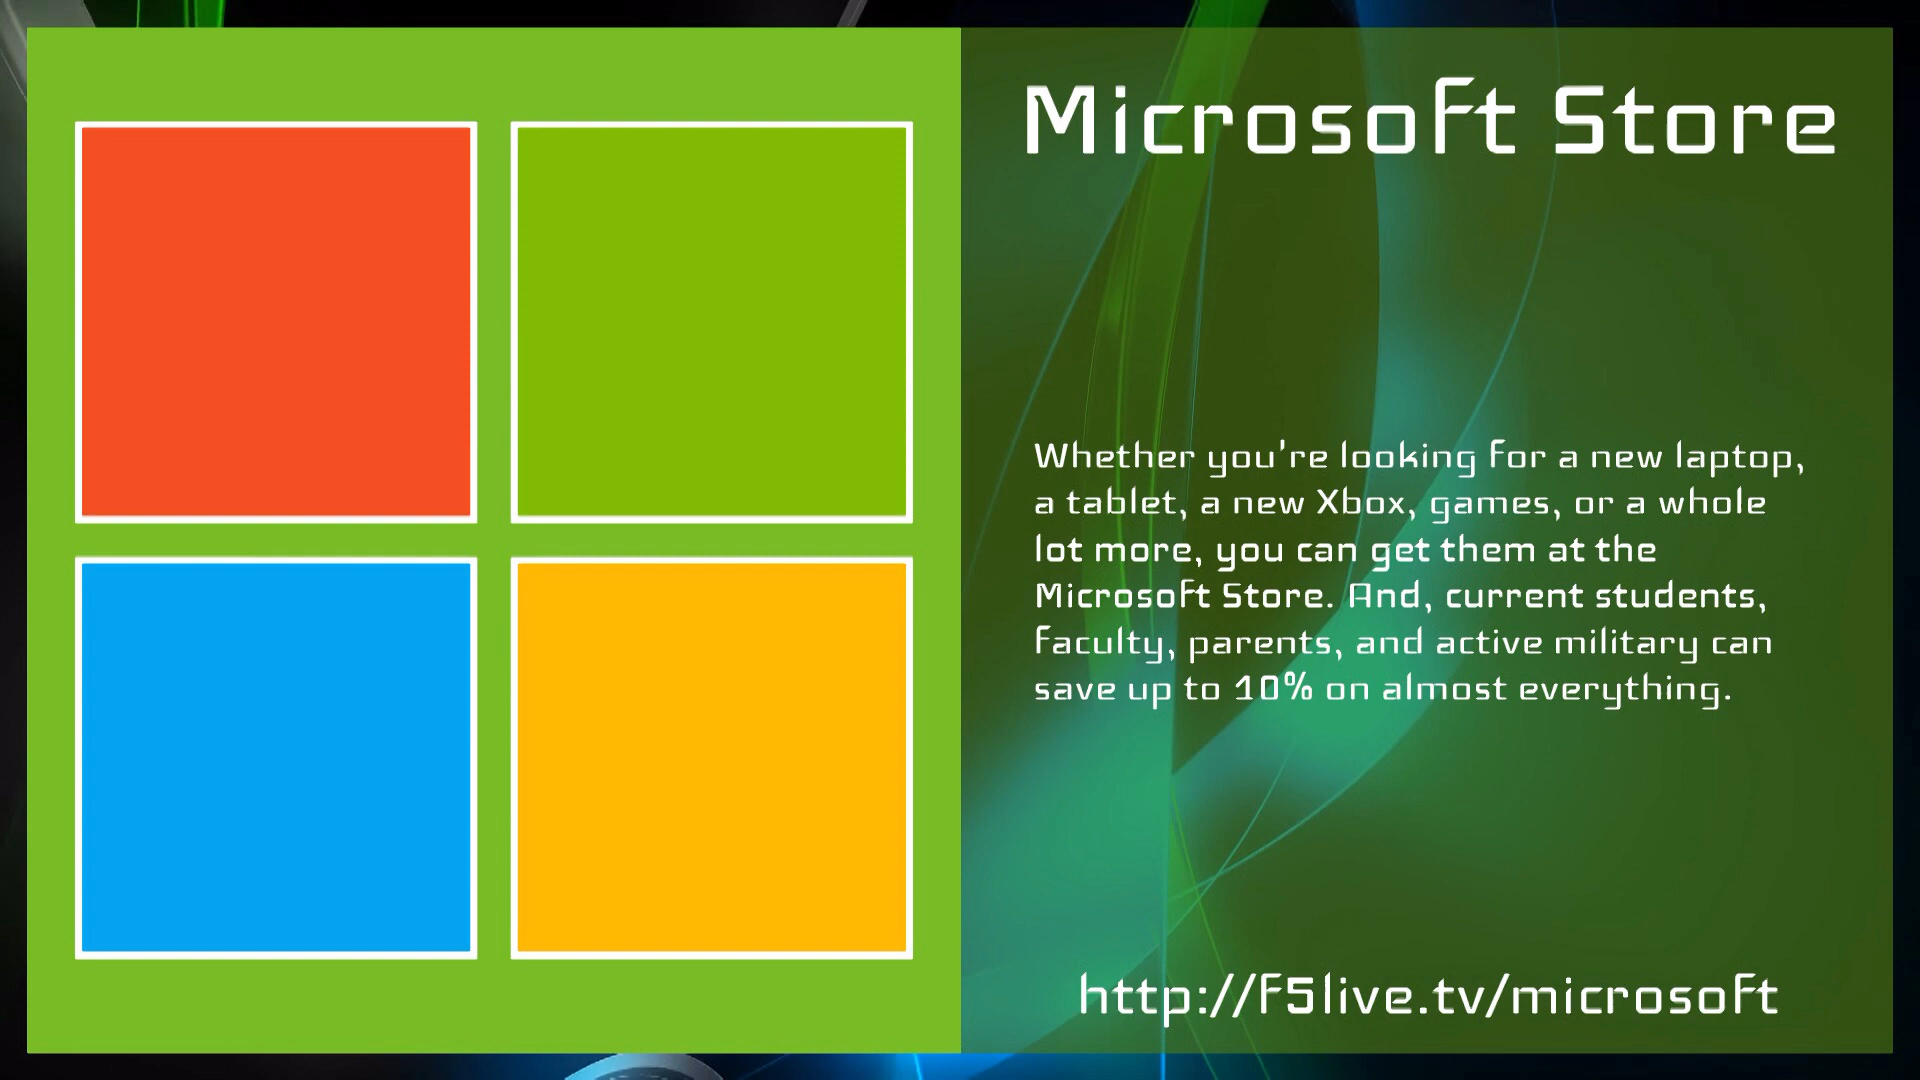 Microsoft Store
Whether you're looking for a new laptop,
a tablet, a new Xbox, games, or a whole
lot more, you can get them at the
Microsoft Store. And, current students,
faculty, parents, and active military can
save up to 10% on almost everything.
http://F5live.tv/microsoft